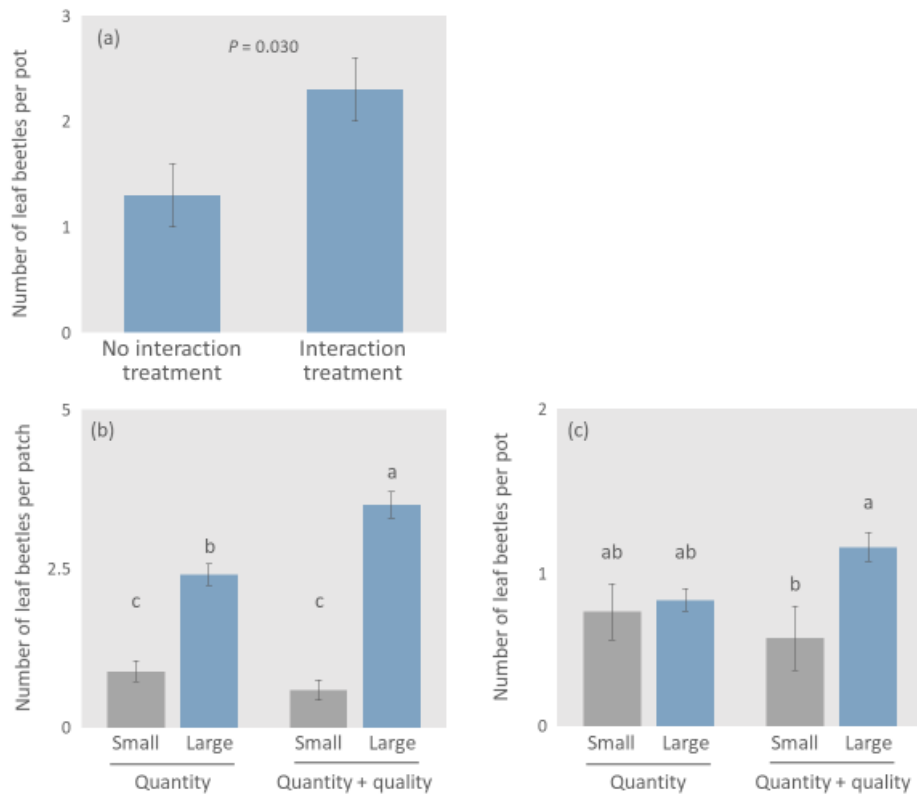 (a)
P = 0.030
Number of leaf beetles per pot
3
2
1
0
No interaction
treatment
Interaction
treatment
(b)
Number of leaf beetles per patch
5
2.5
0
c
b
c
a
Small
Large
Small
Large
Quantity
Quantity + quality
(c)
Number of leaf beetles per pot
2
1
0
ab
ab
b
a
Small
Large
Small
Large
Quantity
Quantity + quality